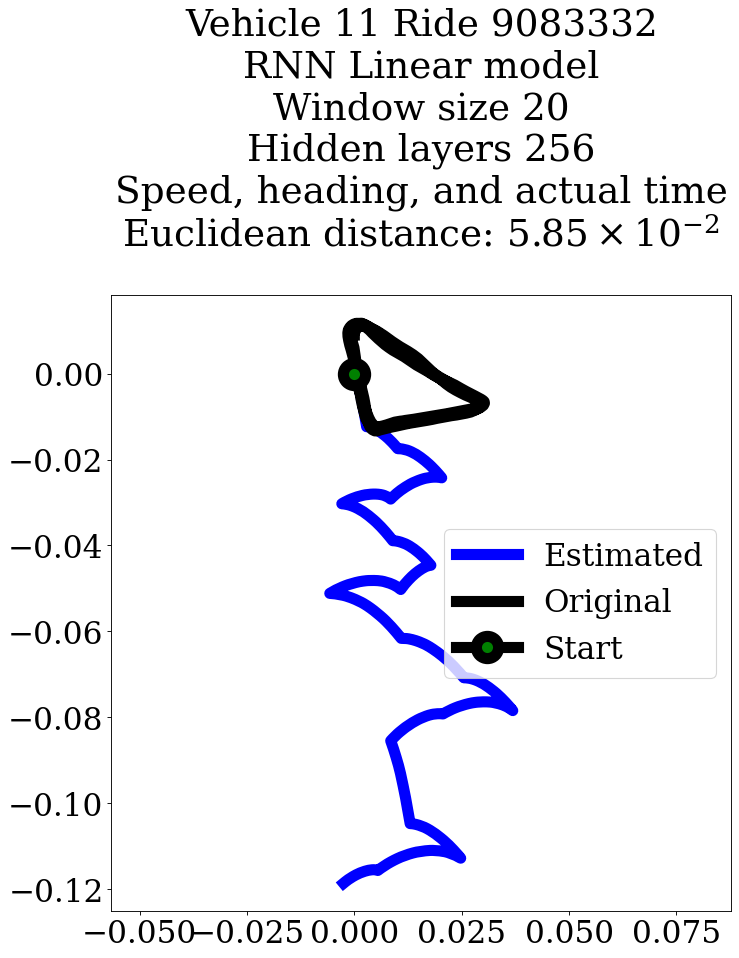 Vehicle 11 Ride 9083332
RNN Linear model
Window size 20
Hidden layers 256
Speed, heading, and actual time
Euclidean distance: 5.85 × 10⁻²
0.00
−0.02
−0.04
−0.06
−0.08
−0.10
−0.12
Estimated
Original
Start
−0.050 −0.025 0.000 0.025 0.050 0.075